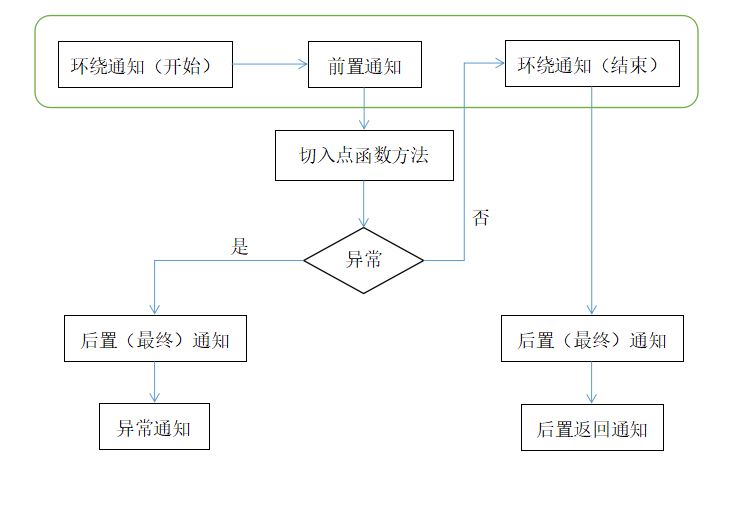 环绕通知（开始）
前置通知
环绕通知（结束）
切入点函数方法
否
是
异常
后置（最终）通知
后置（最终）通知
异常通知
后置返回通知